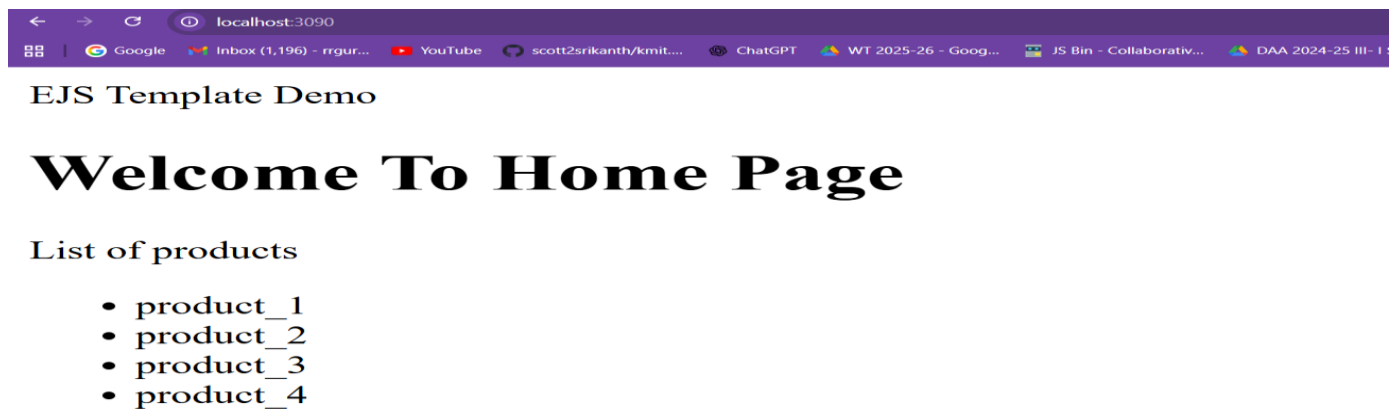 localhost:3090
Google Inbox (1,196) - rrgur... YouTube scott2srikanth/kmit.... ChatGPT WT 2025-26 - Goog... JS Bin - Collaborativ... DAA 2024-25 III- I
EJS Template Demo
Welcome To Home Page
List of products
• product_1
• product_2
• product_3
• product_4